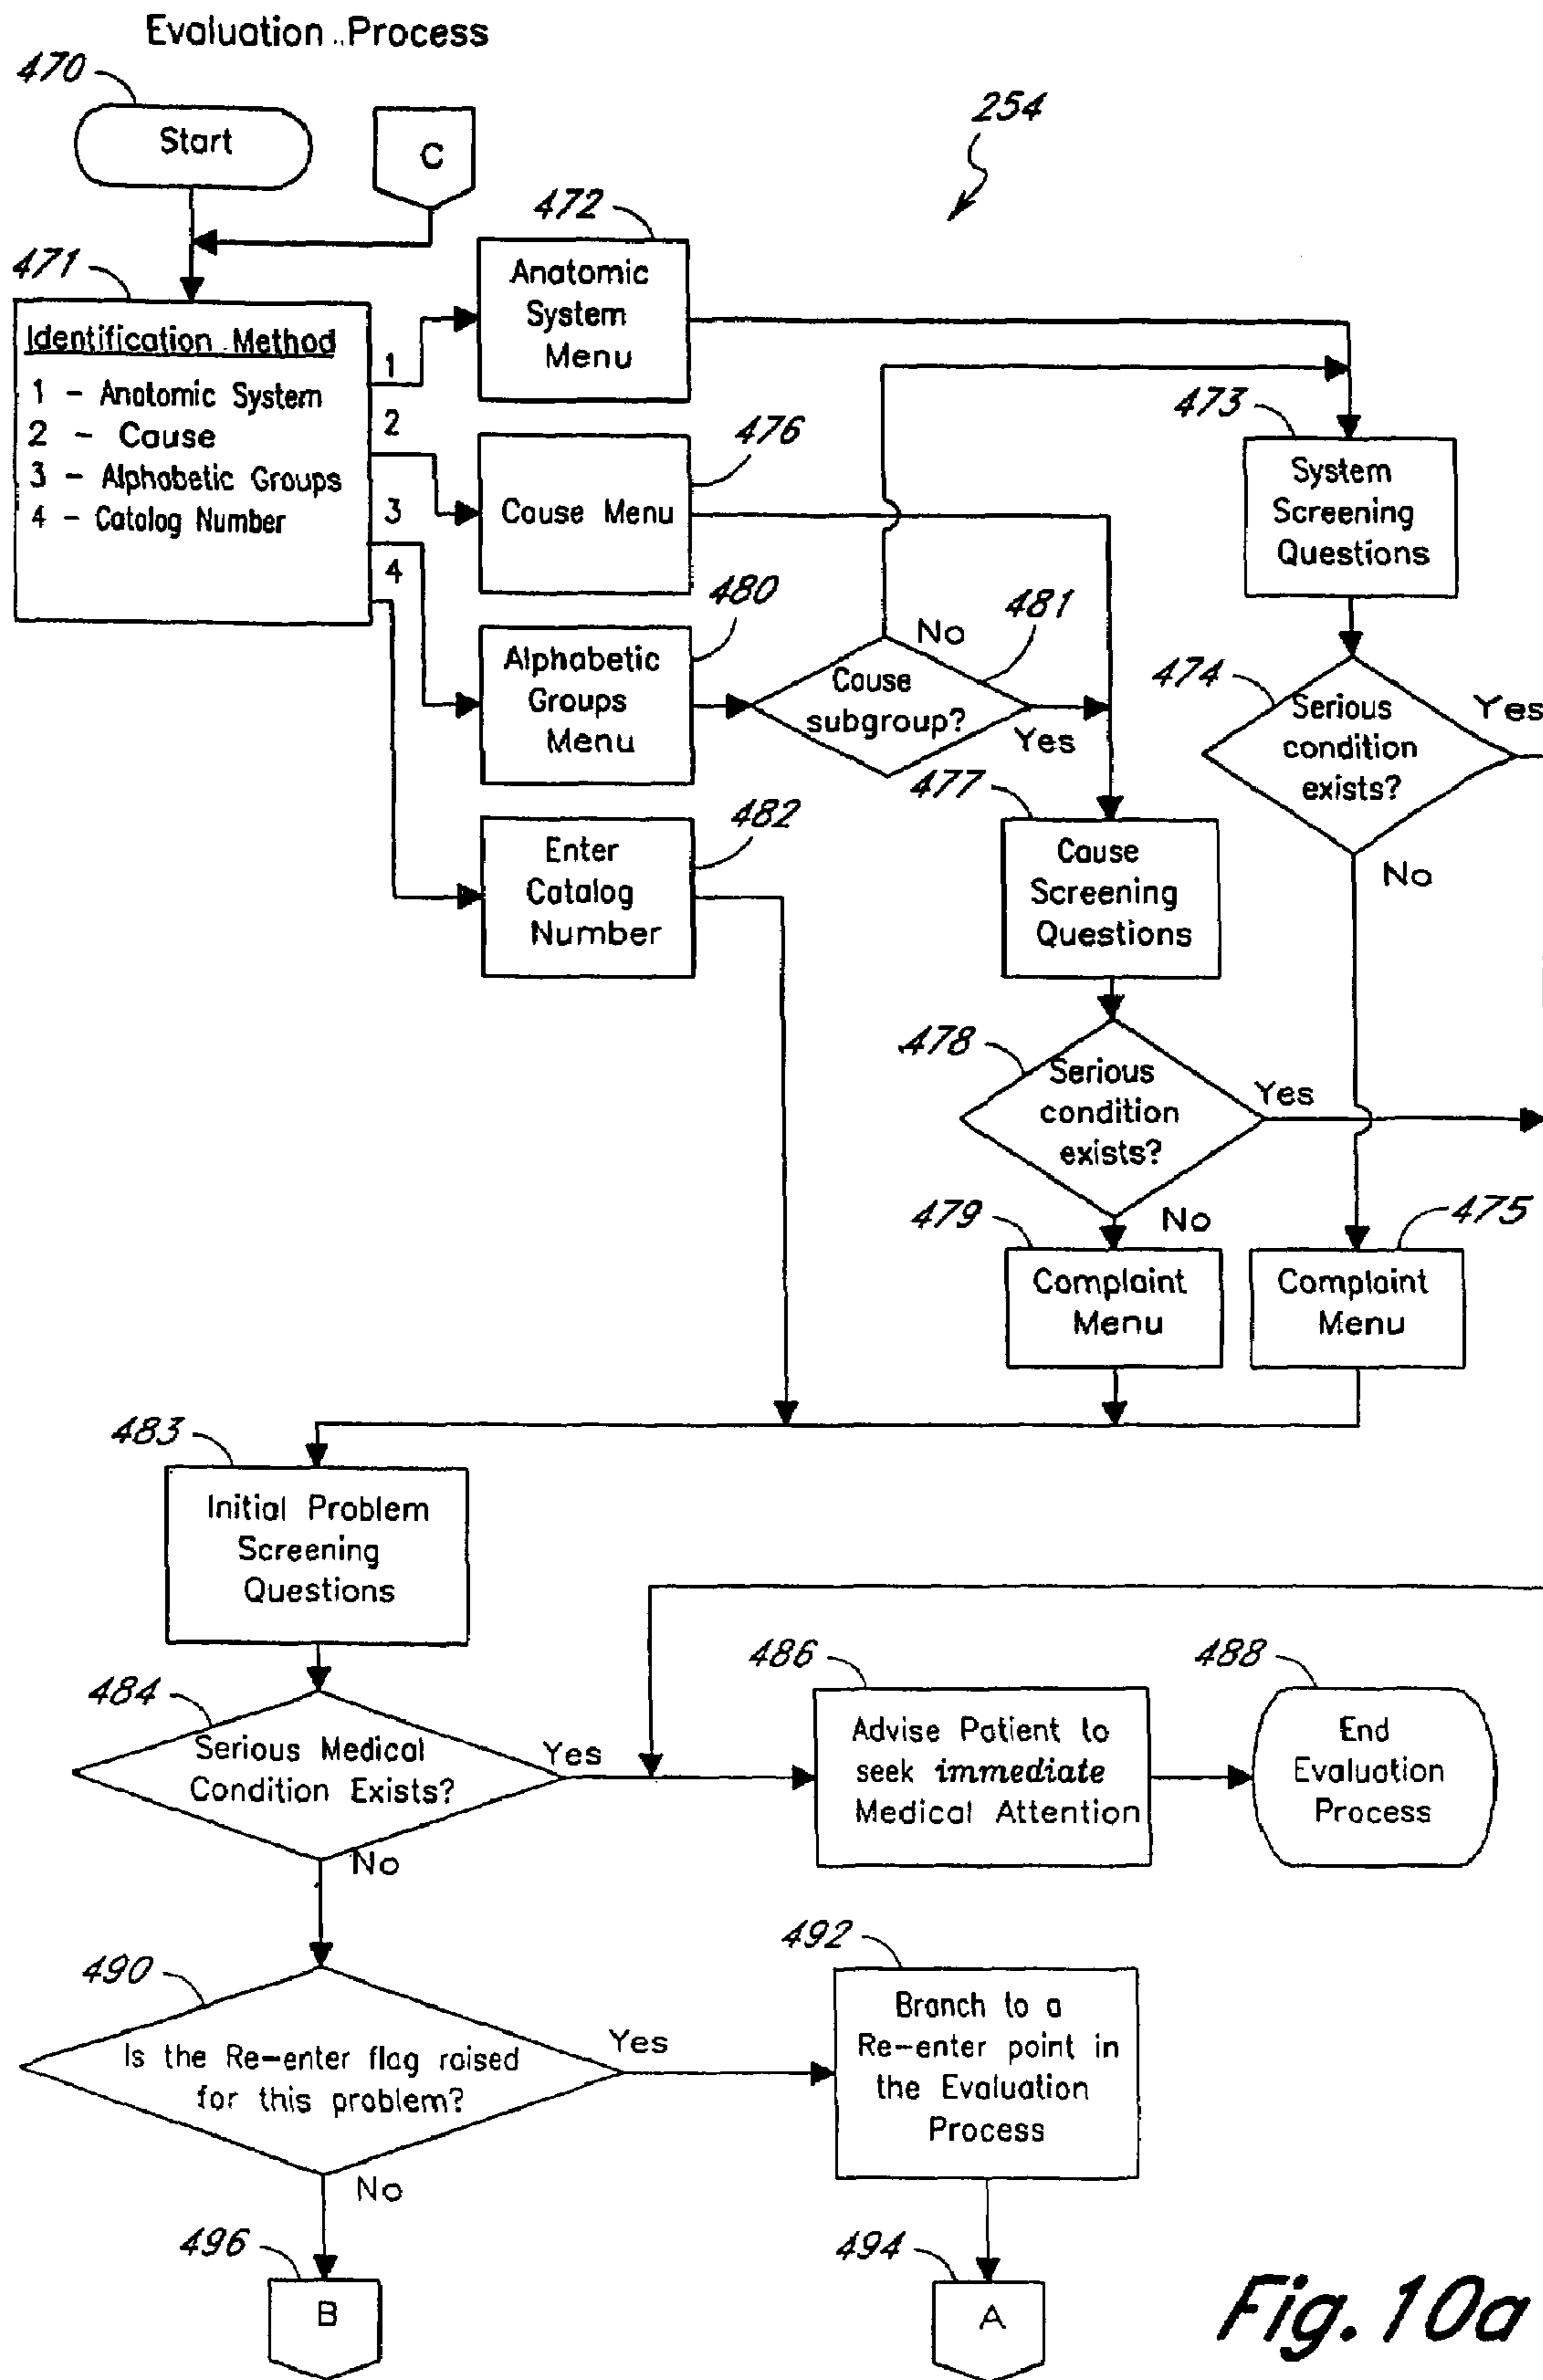 Evaluation Process
470
Start
C
254
471
Identification Method
1 - Anatomic System
2 - Cause
3 - Alphabetic Groups
4 - Catalog Number
1
2
3
4
472
Anatomic
System
Menu
476
Cause Menu
480
Alphabetic
Groups
Menu
481
Cause
subgroup?
No
Yes
482
Enter
Catalog
Number
473
System
Screening
Questions
474
Serious
condition
exists?
Yes
No
477
Cause
Screening
Questions
478
Serious
condition
exists?
Yes
No
479
Complaint
Menu
475
Complaint
Menu
483
Initial Problem
Screening
Questions
484
Serious Medical
Condition Exists?
Yes
No
486
Advise Patient to
seek immediate
Medical Attention
488
End
Evaluation
Process
490
Is the Re-enter flag raised
for this problem?
Yes
No
492
Branch to a
Re-enter point in
the Evaluation
Process
496
B
494
A
Fig. 10a